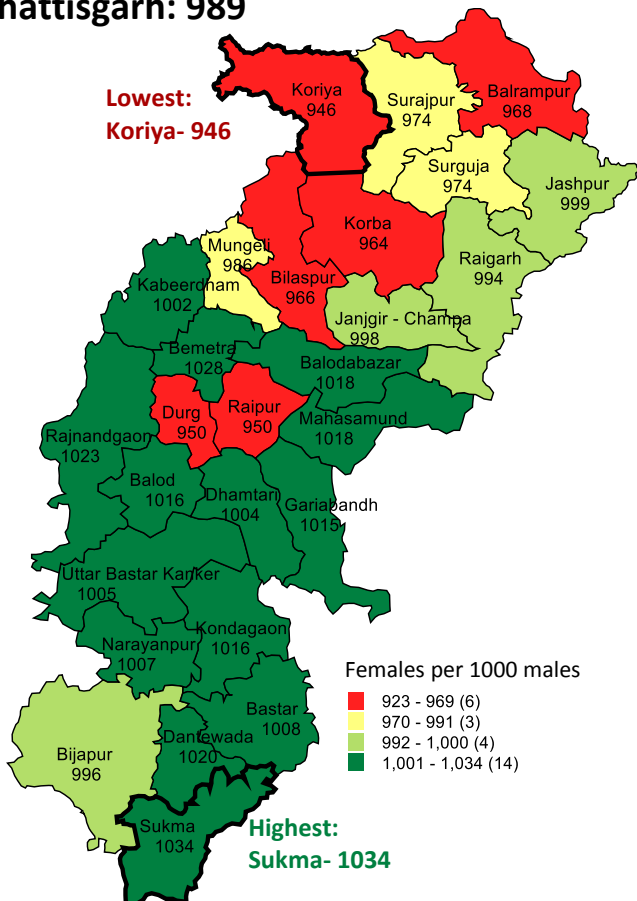 hattisgarh: 989
Lowest:
Koriya- 946
Koriya
946
Surajpur
974
Balrampur
968
Surguja
974
Jashpur
999
Korba
964
Mungeli
986
Bilaspur
966
Raigarh
994
Kabeerdham
1002
Janjgir - Champa
998
Bemetra
1028
Balodabazar
1018
Durg
950
Raipur
950
Mahasamund
1018
Rajnandgaon
1023
Balod
1016
Dhamtari
1004
Gariabandh
1015
Uttar Bastar Kanker
1005
Kondagaon
1016
Narayanpur
1007
Bastar
1008
Dantewada
1020
Bijapur
996
Sukma
1034
Females per 1000 males
923 - 969 (6)
970 - 991 (3)
992 - 1,000 (4)
1,001 - 1,034 (14)
Highest:
Sukma- 1034